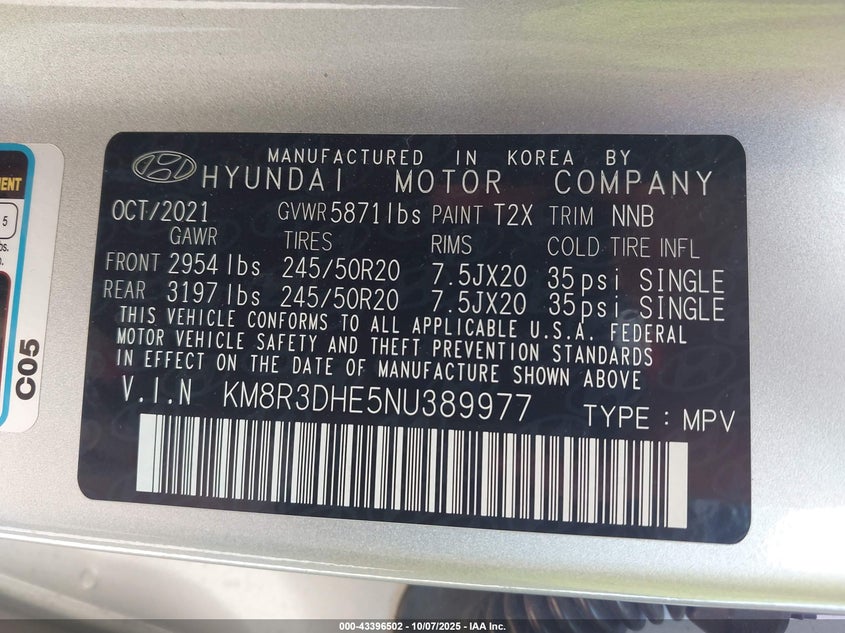 MANUFACTURED IN KOREA BY
HYUNDAI MOTOR COMPANY
OCT/2021 GVWR 5871lbs PAINT T2X TRIM NNB
GAWR TIRES RIMS COLD TIRE INFL
FRONT 2954 lbs 245/50R20 7.5JX20 35psi SINGLE
REAR 3197 lbs 245/50R20 7.5JX20 35psi SINGLE
THIS VEHICLE CONFORMS TO ALL APPLICABLE U.S.A. FEDERAL
MOTOR VEHICLE SAFETY AND THEFT PREVENTION STANDARDS
IN EFFECT ON THE DATE OF MANUFACTURE SHOWN ABOVE
V.I.N KM8R3DHE5NU389977 TYPE : MPV
5
C05
000-43396502 - 10/07/2025 - IAA Inc.